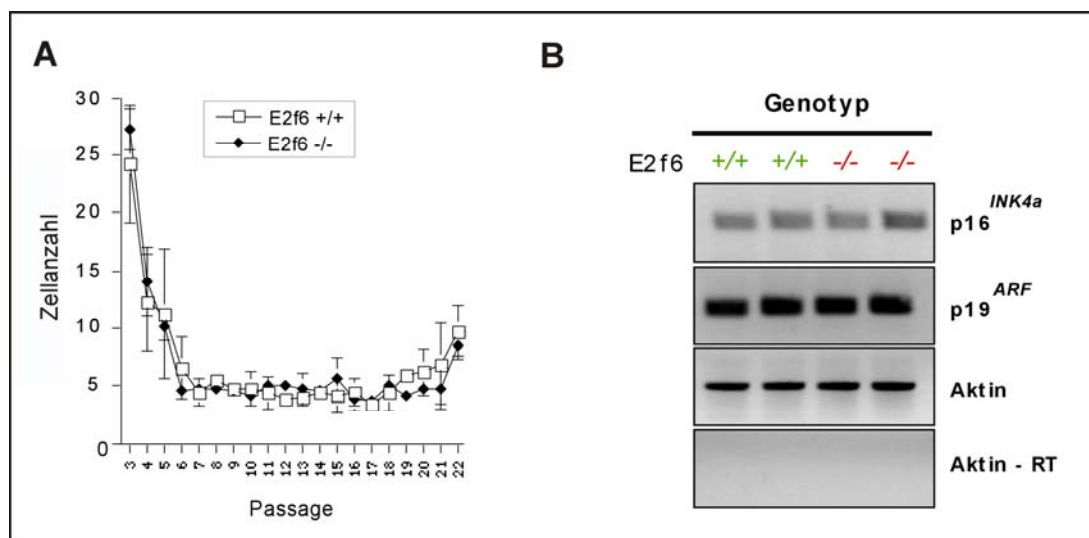 A
30
25
20
15
10
5
0
Zellanzahl
E2f6 +/+
E2f6 -/-
3 4 5 6 7 8 9 10 11 12 13 14 15 16 17 18 19 20 21 22
Passage
B
Genotyp
E2f6 +/+ +/+ -/- -/-
p16 INK4a
p19 ARF
Aktin
Aktin - RT